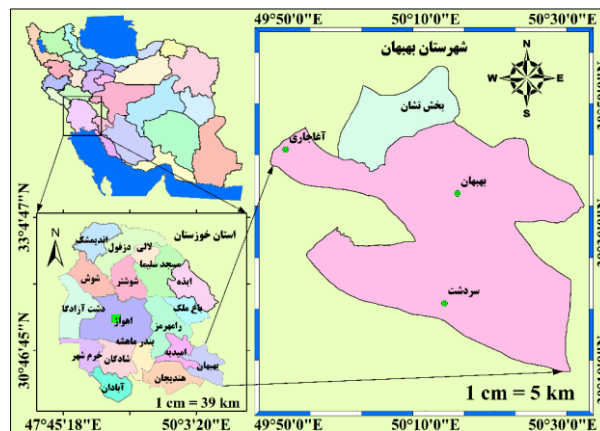 49°50'0"E 50°10'0"E 50°30'0"E
شهرستان بهبهان
N
W E
S
بخش تشان
آغاجاری
بهبهان
سردشت
1 cm = 5 km
33°4'47"N
30°46'45"N
N
استان خوزستان
اندیمشک
دزفول
لالی
مسجد سلیما
شوش
شوشتر
ایذه
دشت آزادگا
باغ ملک
اهواز
رامهرمز
بندر ماهشه
امیدیه
خرم شهر
شادگان
بهبهان
هندیجان
آبادان
1 cm = 39 km
47°45'18"E 50°3'20"E